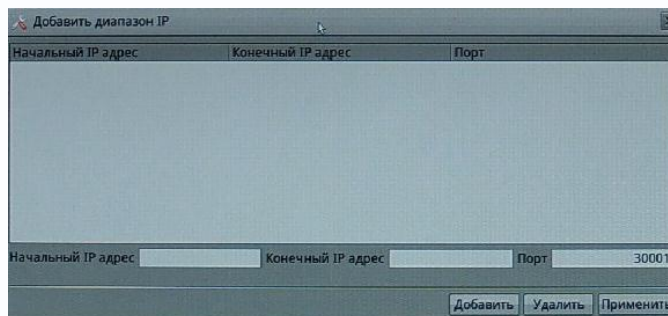 Добавить диапазон IP
Начальный IP адрес Конечный IP адрес Порт
Начальный IP адрес Конечный IP адрес Порт 30001
Добавить Удалить Применить